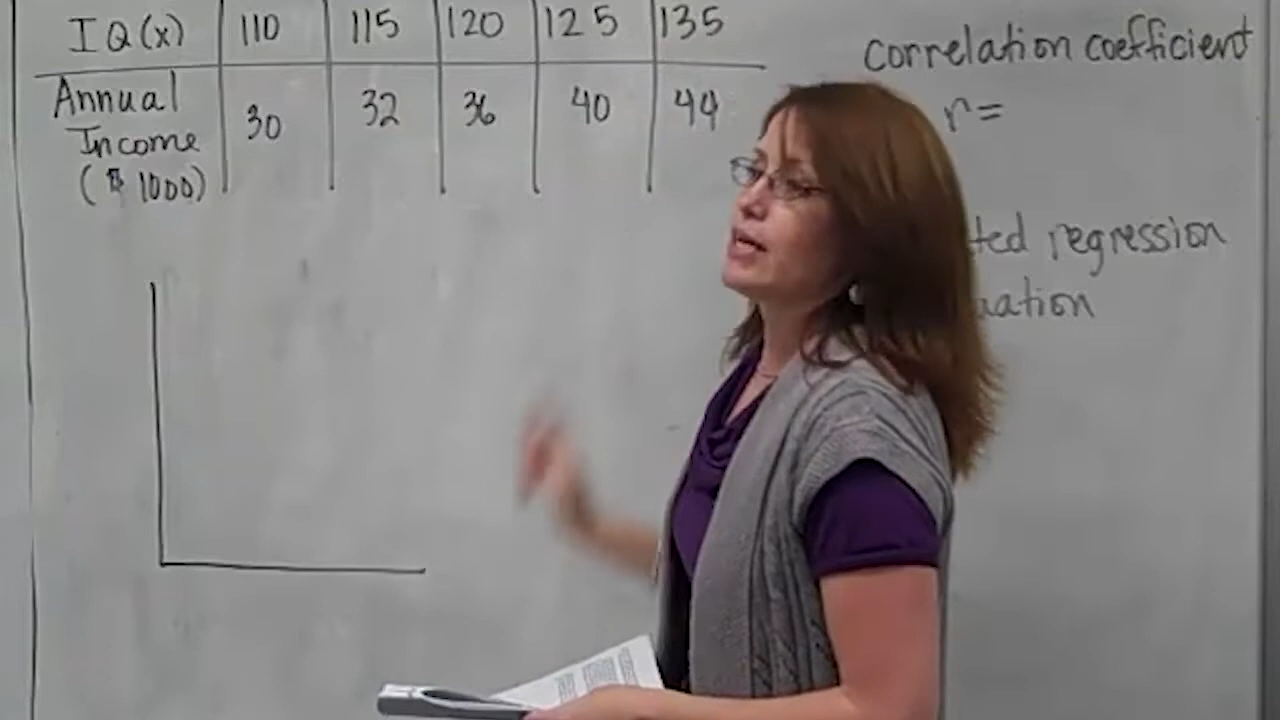 IQ(x) 110 115 120 125 135
Annual
Income
($1000) 30 32 36 40 44
correlation coefficient
r=
ted regression
uation